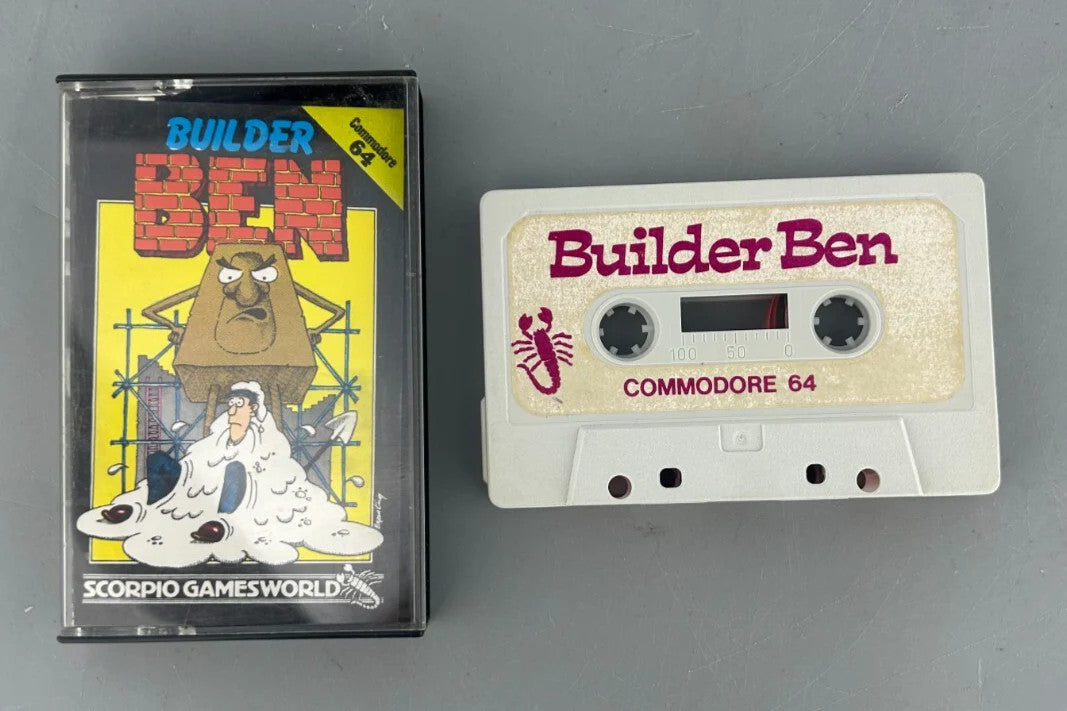 BUILDER
BEN
Commodore
64
SCORPIO GAMESWORLD
Builder Ben
100 50 0
COMMODORE 64